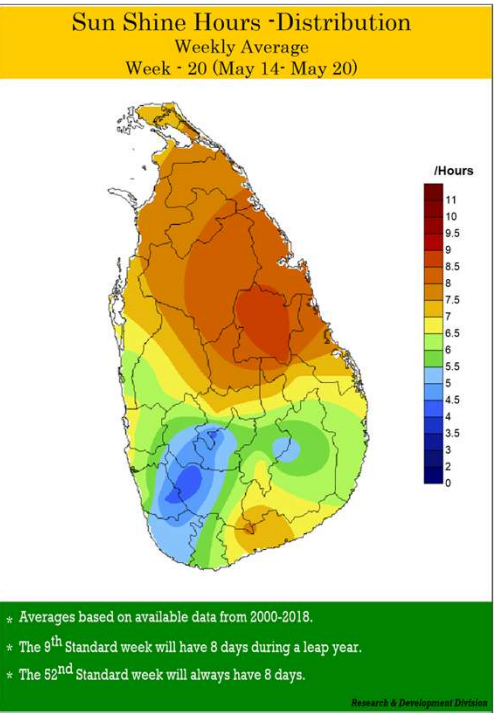 Sun Shine Hours -Distribution
Weekly Average
Week - 20 (May 14- May 20)
/Hours
11
10
9.5
9
8.5
8
7.5
7
6.5
6
5.5
5
4.5
4
3.5
3
2
0
* Averages based on available data from 2000-2018.
* The 9th Standard week will have 8 days during a leap year.
* The 52nd Standard week will always have 8 days.
Research & Development Division